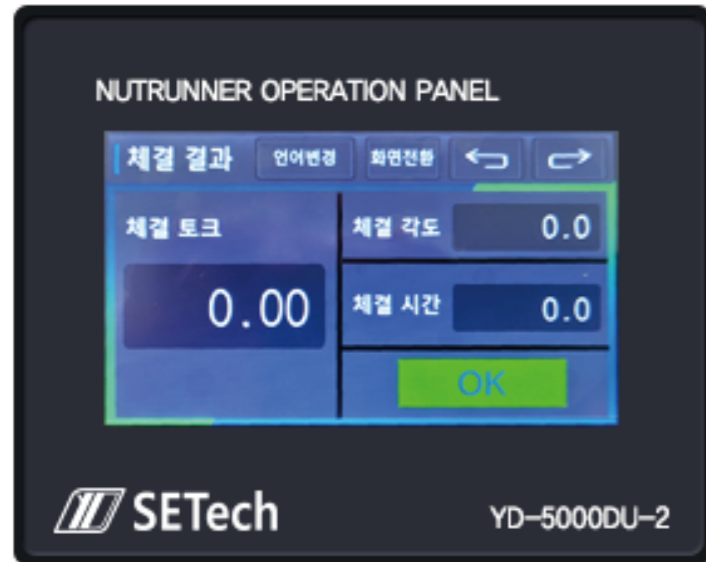 NUTRUNNER OPERATION PANEL
체결 결과 언어변경 화면전환
체결 토크
0.00
체결 각도 0.0
체결 시간 0.0
OK
SETech
YD-5000DU-2